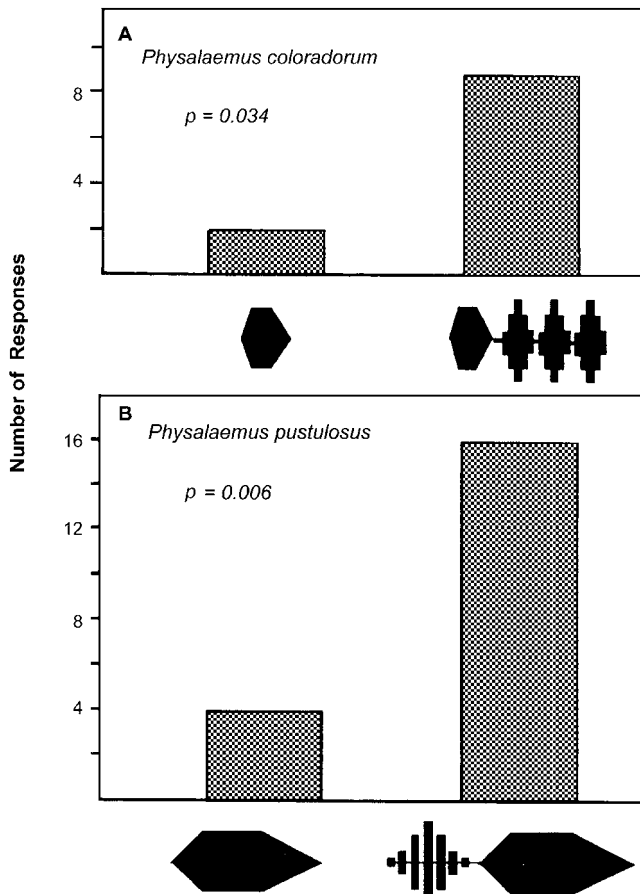 A
Physalaemus coloradorum
p = 0.034
8
4
Number of Responses
B
Physalaemus pustulosus
p = 0.006
16
12
8
4